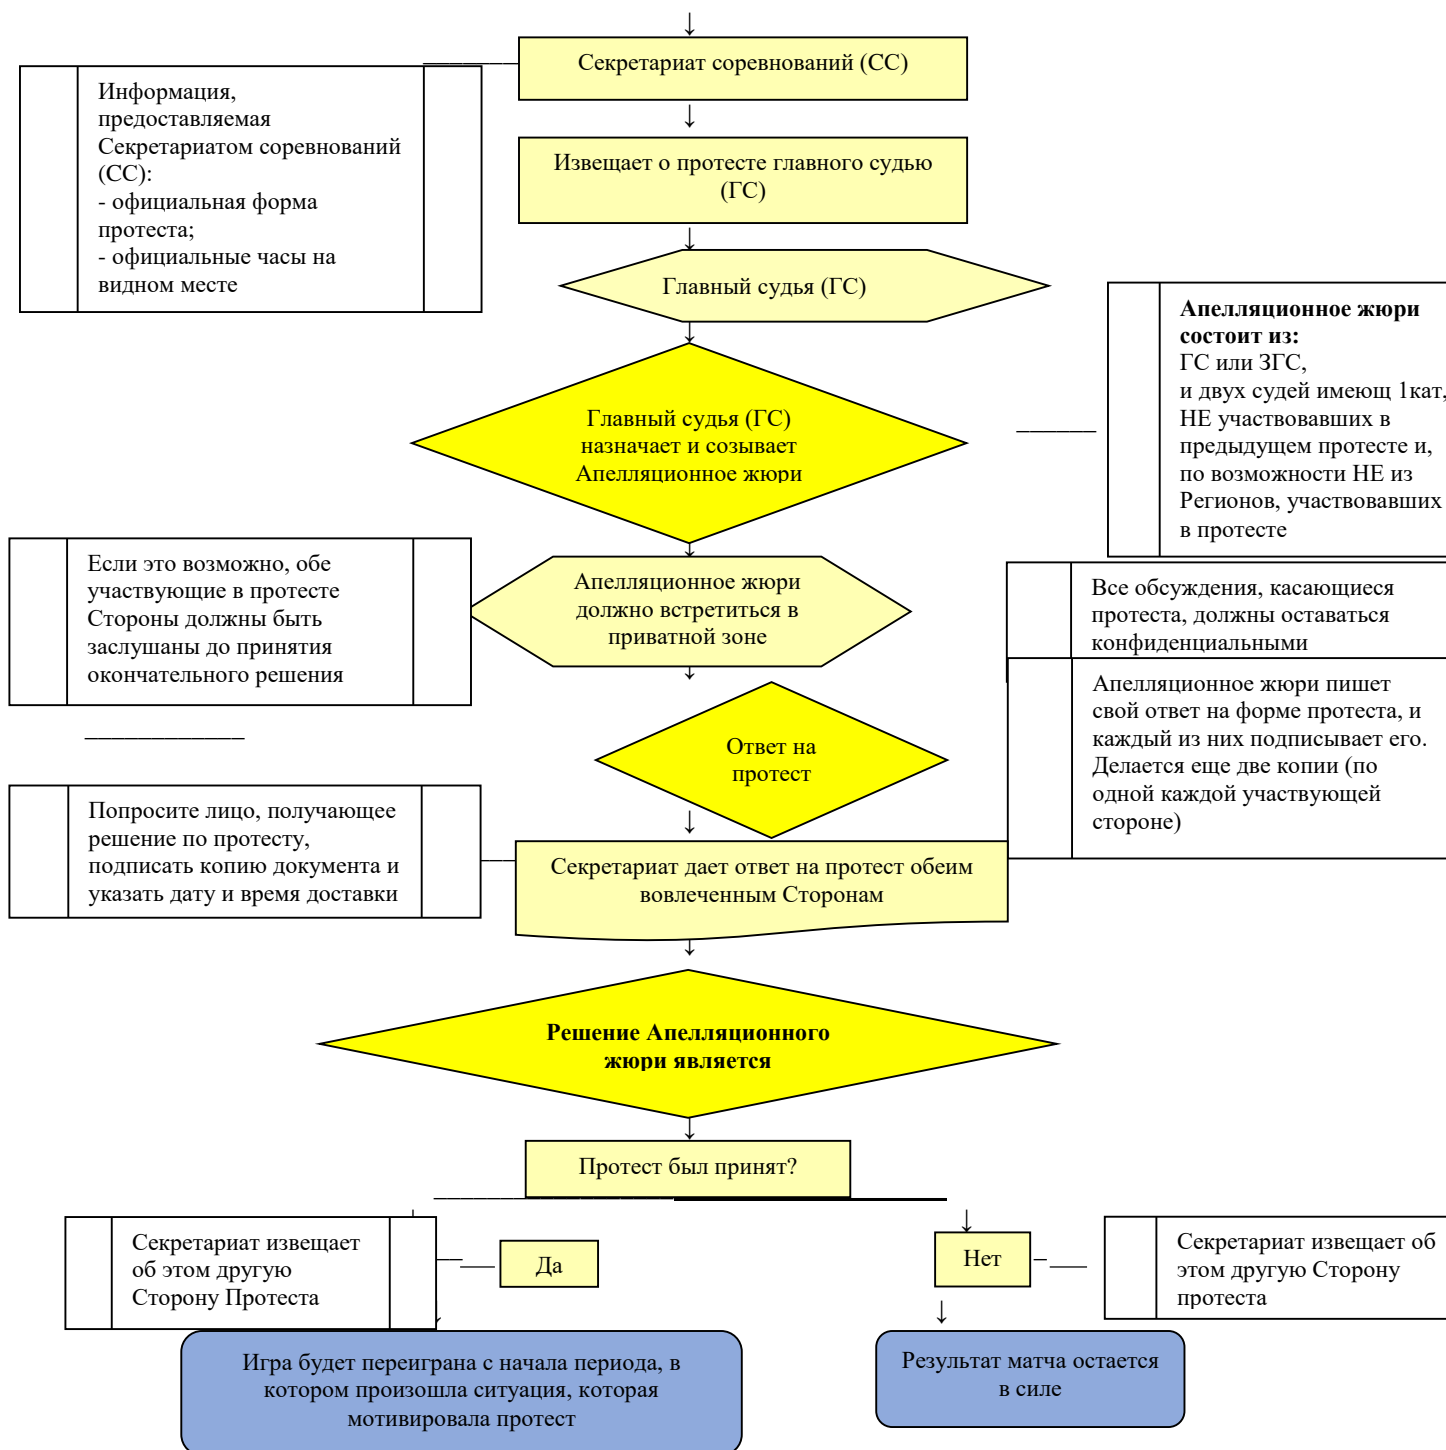 Секретариат соревнований (СС)
Информация,
предоставляемая
Секретариатом соревнований
(СС):
- официальная форма
протеста;
- официальные часы на
видном месте
Извещает о протесте главного судью
(ГС)
Главный судья (ГС)
Апелляционное жюри
состоит из:
ГС или ЗГС,
и двух судей имеющ 1кат,
НЕ участвовавших в
предыдущем протесте и,
по возможности НЕ из
Регионов, участвовавших
в протесте
Главный судья (ГС)
назначает и созывает
Апелляционное жюри
Если это возможно, обе
участвующие в протесте
Стороны должны быть
заслушаны до принятия
окончательного решения
Апелляционное жюри
должно встретиться в
приватной зоне
Все обсуждения, касающиеся
протеста, должны оставаться
конфиденциальными
Апелляционное жюри пишет
свой ответ на форме протеста, и
каждый из них подписывает его.
Делается еще две копии (по
одной каждой участвующей
стороне)
Ответ на
протест
Попросите лицо, получающее
решение по протесту,
подписать копию документа и
указать дату и время доставки
Секретариат дает ответ на протест обеим
вовлеченным Сторонам
Решение Апелляционного
жюри является
Протест был принят?
Секретариат извещает
об этом другую
Сторону Протеста
Да
Нет
Секретариат извещает об
этом другую Сторону
протеста
Игра будет переиграна с начала периода, в
котором произошла ситуация, которая
мотивировала протест
Результат матча остается
в силе